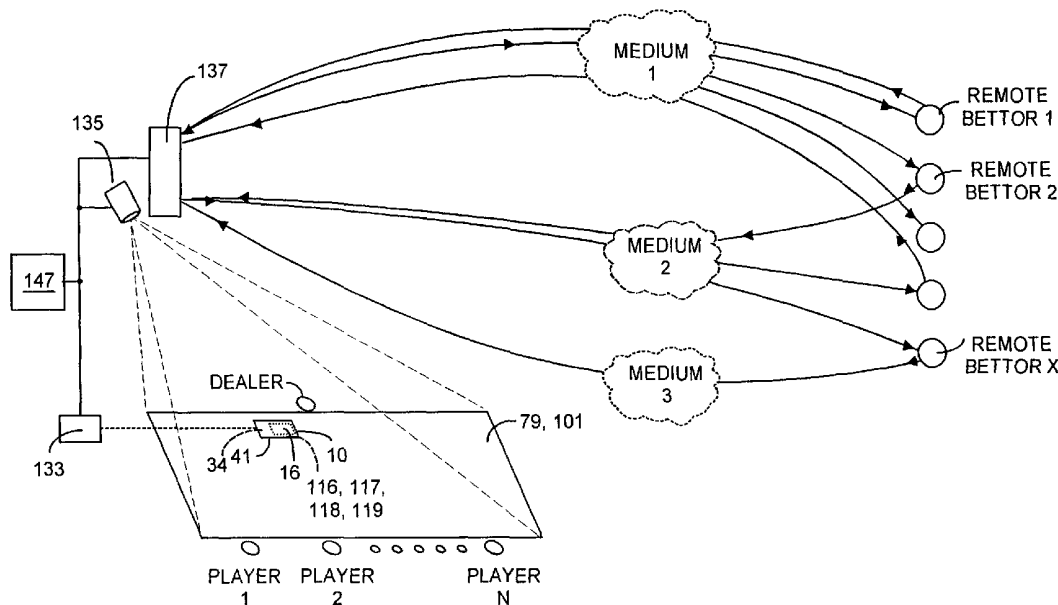 137
135
147
133
MEDIUM
1
REMOTE
BETTOR 1
REMOTE
BETTOR 2
MEDIUM
2
REMOTE
BETTOR X
MEDIUM
3
DEALER
79, 101
34
41
16
10
116, 117,
118, 119
PLAYER
1
PLAYER
2
PLAYER
N